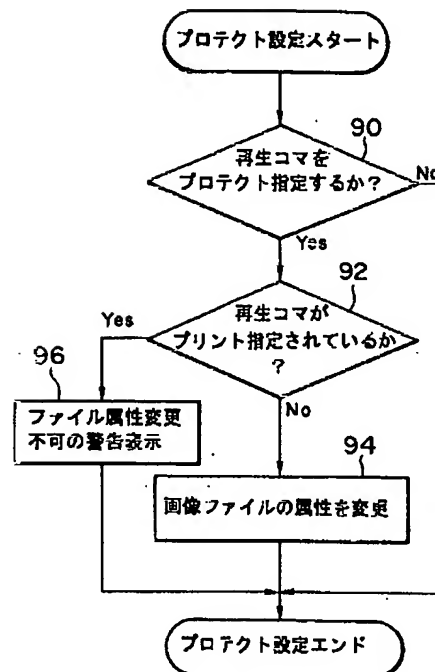 プロテクト設定スタート
90
再生コマを
プロテクト指定するか?
No
Yes
92
再生コマが
プリント指定されているか
?
Yes
No
96
ファイル属性変更
不可の警告表示
94
画像ファイルの属性を変更
プロテクト設定エンド